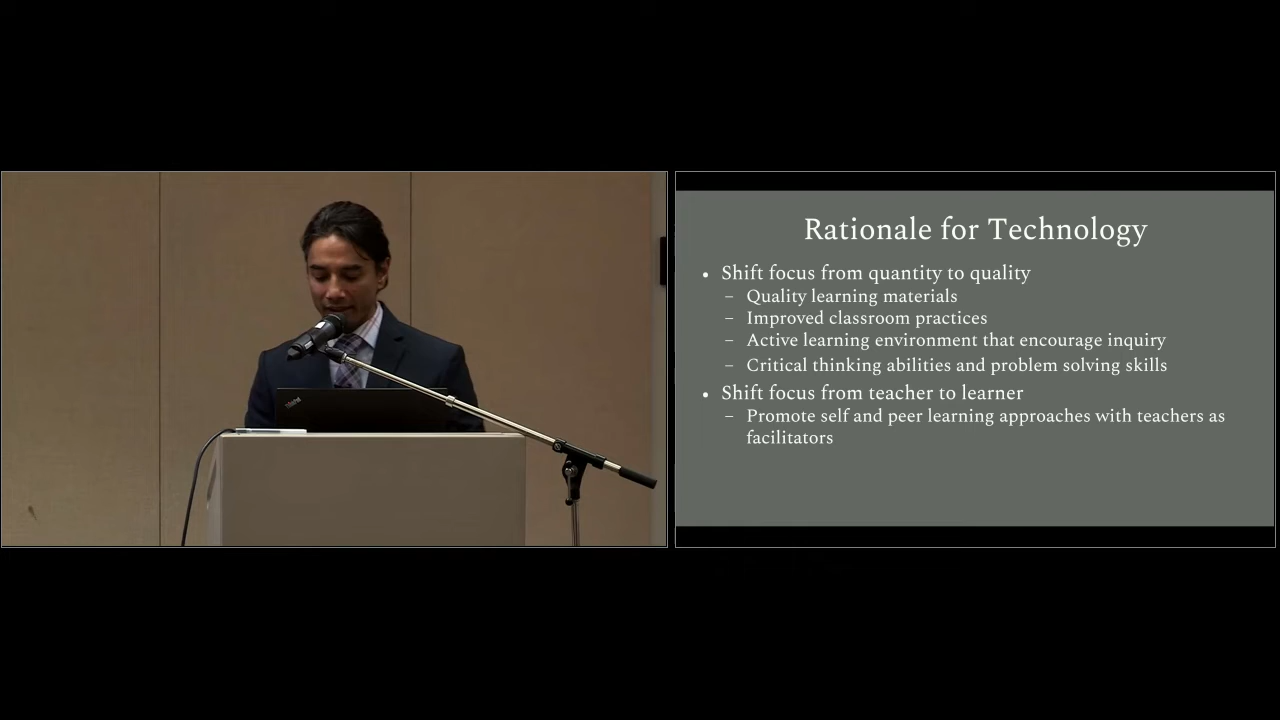 Rationale for Technology
• Shift focus from quantity to quality
– Quality learning materials
– Improved classroom practices
– Active learning environment that encourage inquiry
– Critical thinking abilities and problem solving skills
• Shift focus from teacher to learner
– Promote self and peer learning approaches with teachers as
facilitators